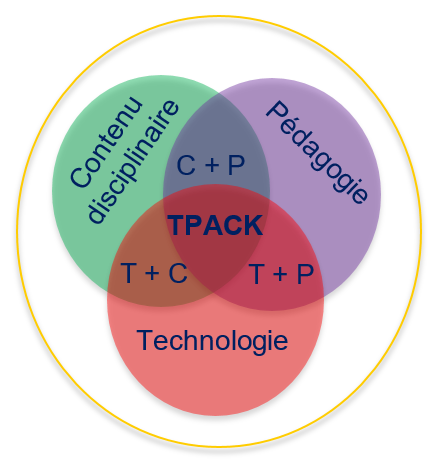 Contenu
disciplinaire
Pédagogie
C + P
TPACK
T + C
T + P
Technologie